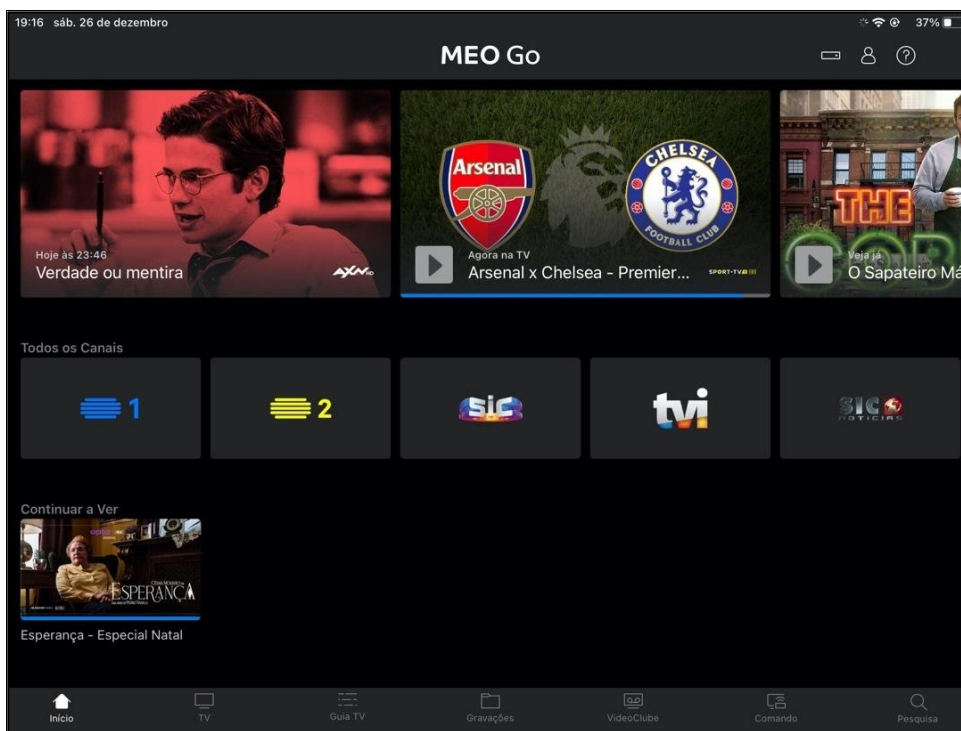 19:16 sáb. 26 de dezembro
37%
MEO Go
Hoje às 23:46
Verdade ou mentira
AXN HD
Arsenal
CHELSEA
FOOTBALL CLUB
Agora na TV
Arsenal x Chelsea - Premier...
SPORT•TV
THE
Veja já
O Sapateiro Má
Todos os Canais
1
2
sic
tvi
SIC
NOTÍCIAS
Continuar a Ver
ESPERANÇA
Esperança - Especial Natal
Início
TV
Guia TV
Gravações
VideoClube
Comando
Pesquisa